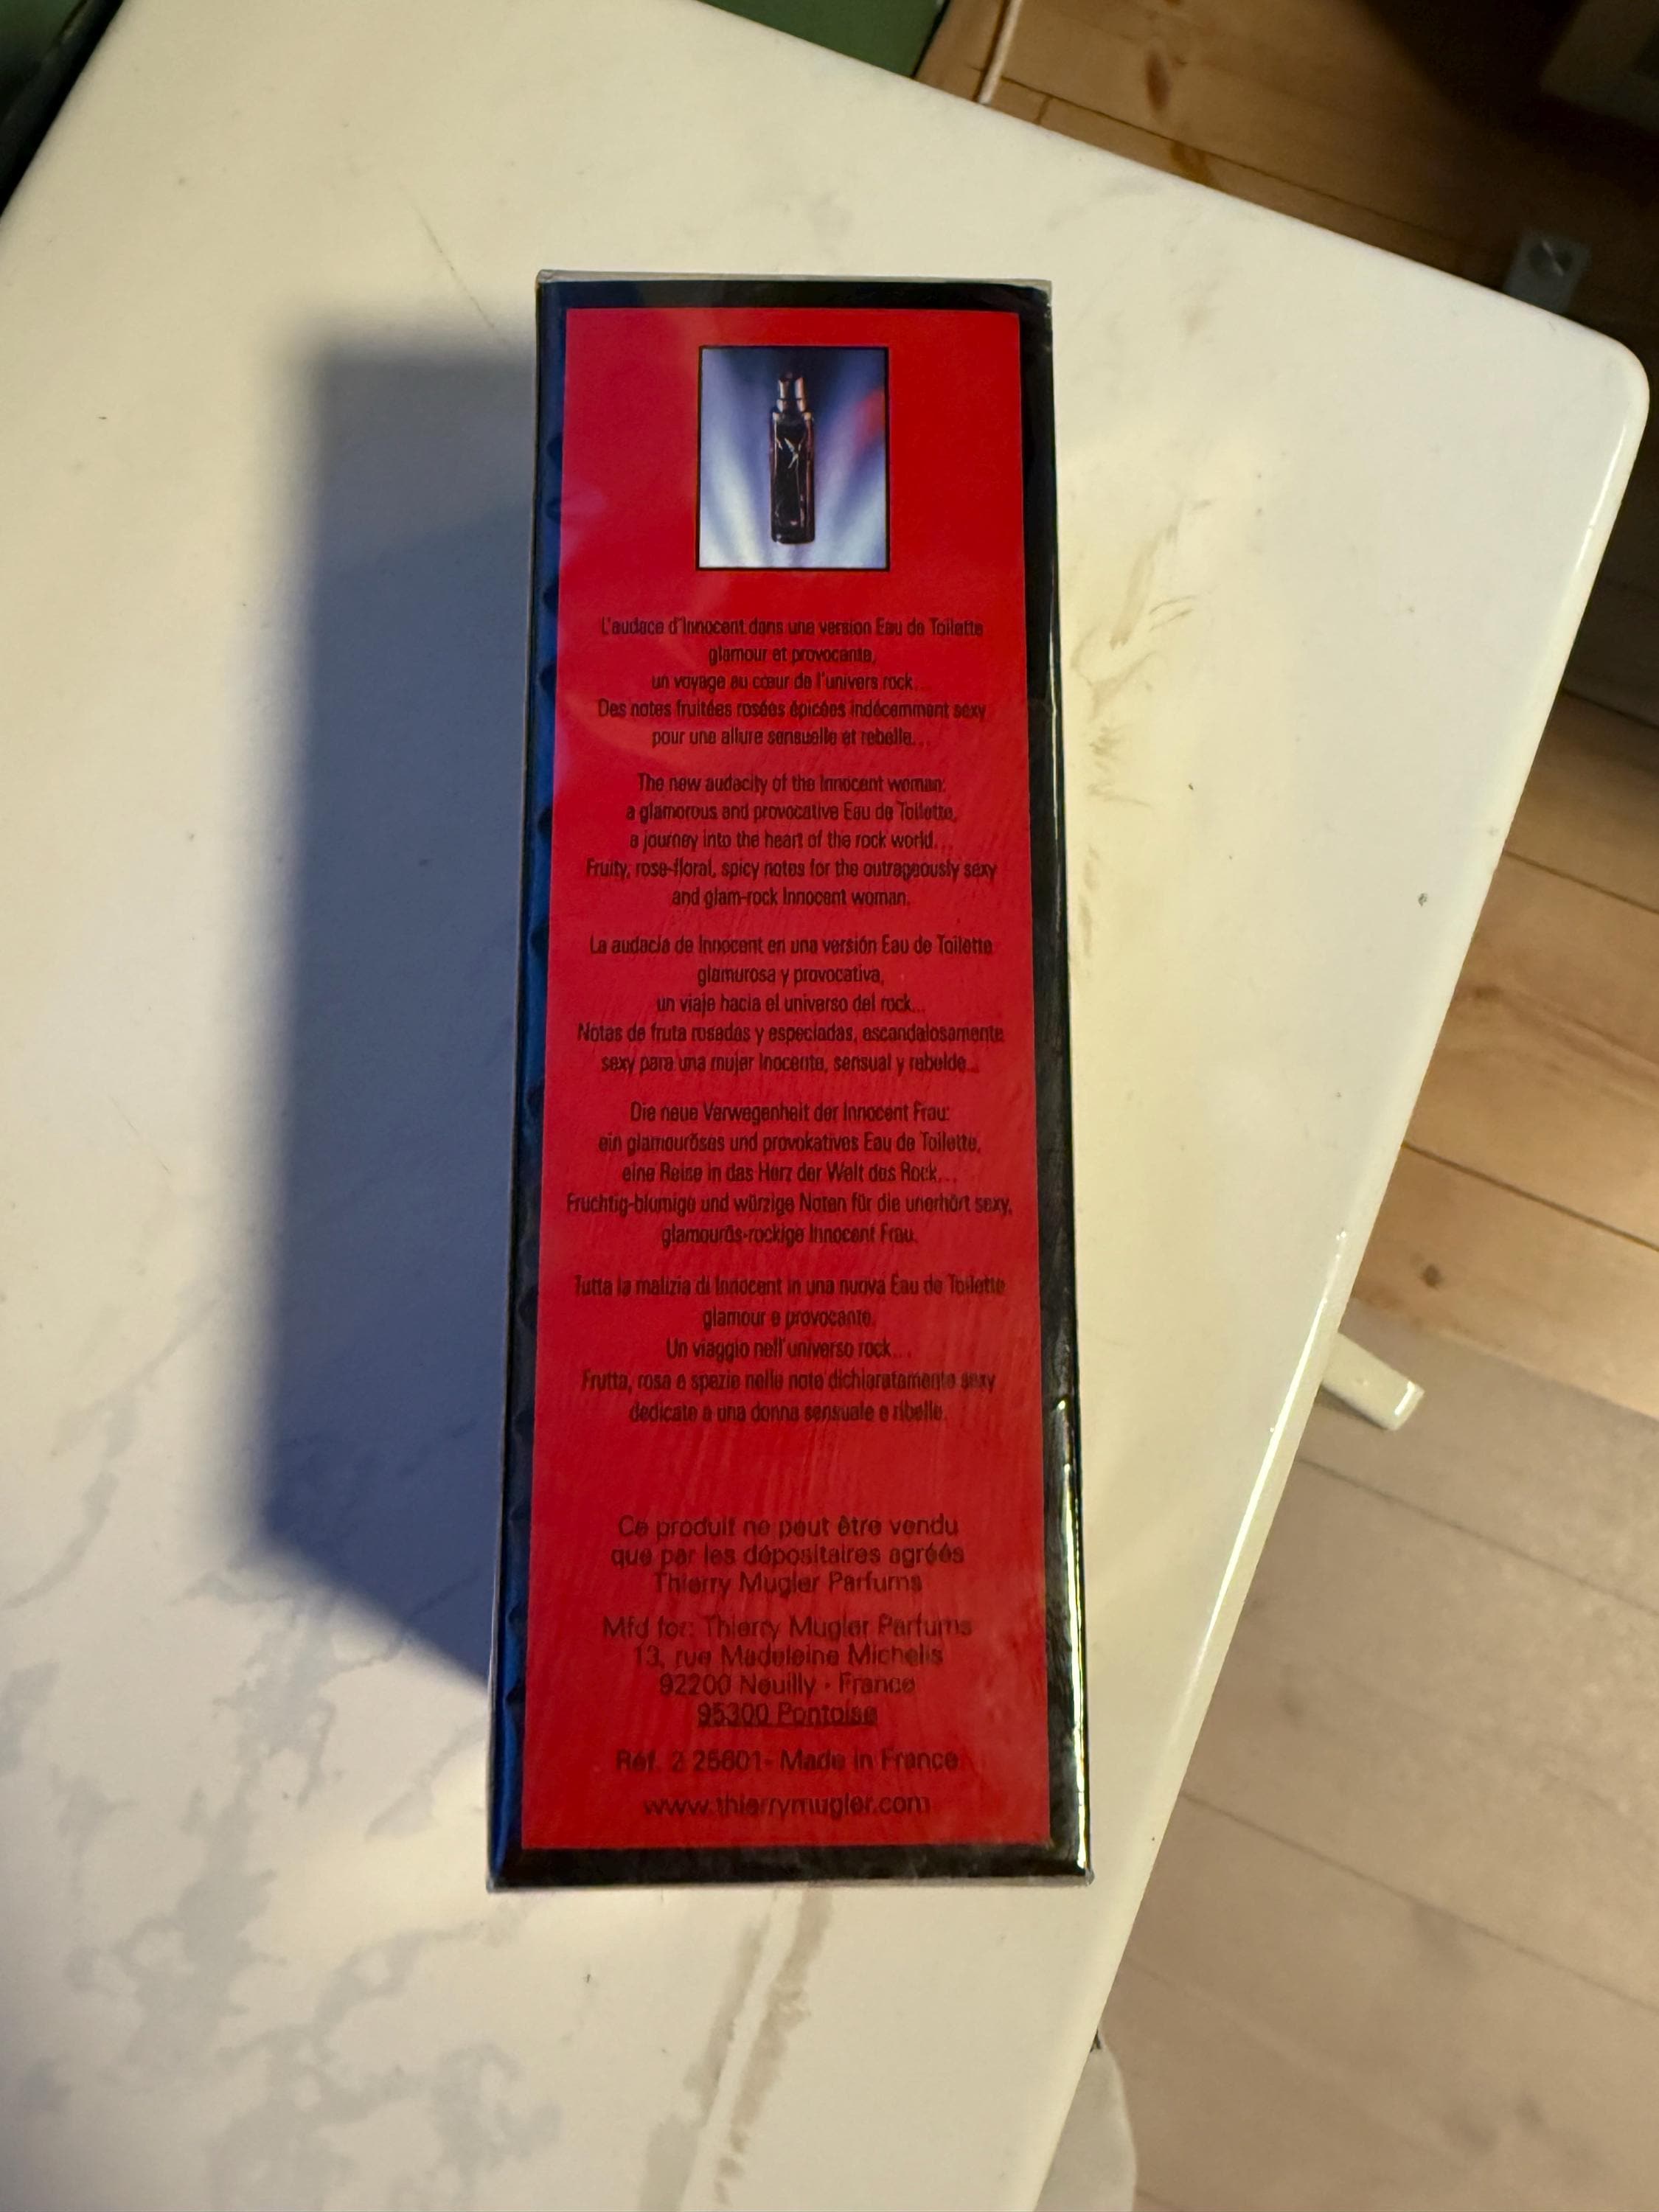 L'audace d'Innocent dans une version Eau de Toilette
glamour et provocante,
un voyage au cœur de l'univers rock...
Des notes fruitées rosées épicées indécemment sexy
pour une allure sensuelle et rebelle...
The new audacity of the Innocent woman:
a glamorous and provocative Eau de Toilette,
a journey into the heart of the rock world...
Fruity, rose-floral, spicy notes for the outrageously sexy
and glam-rock Innocent woman.
La audacia de Innocent en una versión Eau de Toilette
glamurosa y provocativa,
un viaje hacia el universo del rock...
Notas de fruta rosadas y especiadas, escandalosamente
sexy para una mujer Inocente, sensual y rebelde...
Die neue Verwegenheit der Innocent Frau:
ein glamouröses und provokatives Eau de Toilette,
eine Reise in das Herz der Welt des Rock...
Fruchtig-blumige und würzige Noten für die unerhört sexy,
glamourös-rockige Innocent Frau.
Tutta la malizia di Innocent in una nuova Eau de Toilette
glamour e provocante.
Un viaggio nell'universo rock...
Frutta, rosa e spezie nelle note dichiaratamente sexy
dedicate a una donna sensuale e ribelle.
Ce produit ne peut être vendu
que par les dépositaires agréés
Thierry Mugler Parfums
Mfd for: Thierry Mugler Parfums
13, rue Madeleine Michelis
92200 Neuilly - France
95300 Pontoise
Réf. 2 25601- Made in France
www.thierrymugler.com